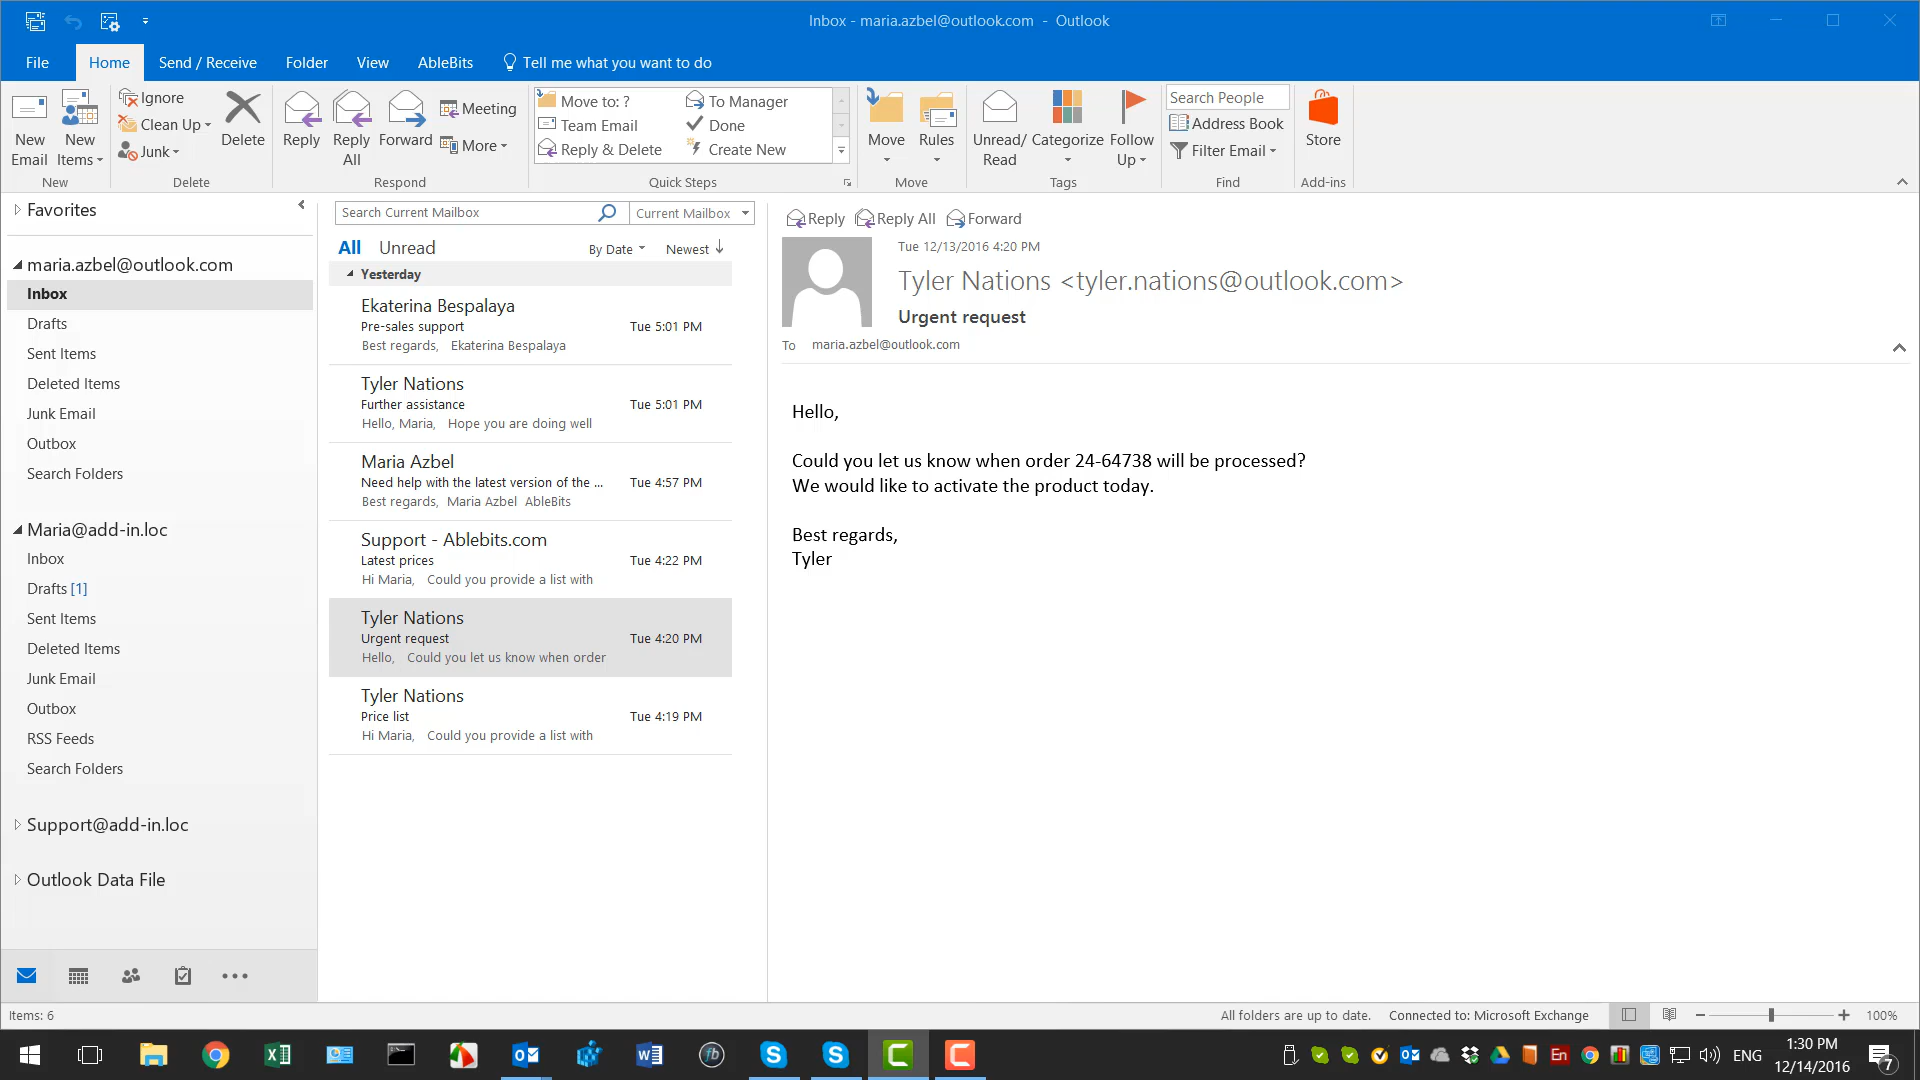 Inbox - maria.azbel@outlook.com - Outlook
File Home Send / Receive Folder View AbleBits Tell me what you want to do
New Email
New Items
New
Ignore
Clean Up
Junk
Delete
Delete
Reply
Reply All
Forward
Meeting
More
Respond
Move to: ?
Team Email
Reply & Delete
To Manager
Done
Create New
Quick Steps
Move
Rules
Move
Unread/ Read
Categorize
Follow Up
Tags
Search People
Address Book
Filter Email
Find
Store
Add-ins
Favorites
maria.azbel@outlook.com
Inbox
Drafts
Sent Items
Deleted Items
Junk Email
Outbox
Search Folders
Maria@add-in.loc
Inbox
Drafts [1]
Sent Items
Deleted Items
Junk Email
Outbox
RSS Feeds
Search Folders
Support@add-in.loc
Outlook Data File
Search Current Mailbox Current Mailbox
All Unread By Date Newest
Yesterday
Ekaterina Bespalaya
Pre-sales support Tue 5:01 PM
Best regards, Ekaterina Bespalaya
Tyler Nations
Further assistance Tue 5:01 PM
Hello, Maria, Hope you are doing well
Maria Azbel
Need help with the latest version of the ... Tue 4:57 PM
Best regards, Maria Azbel AbleBits
Support - Ablebits.com
Latest prices Tue 4:22 PM
Hi Maria, Could you provide a list with
Tyler Nations
Urgent request Tue 4:20 PM
Hello, Could you let us know when order
Tyler Nations
Price list Tue 4:19 PM
Hi Maria, Could you provide a list with
Reply Reply All Forward
Tue 12/13/2016 4:20 PM
Tyler Nations <tyler.nations@outlook.com>
Urgent request
To maria.azbel@outlook.com
Hello,
Could you let us know when order 24-64738 will be processed?
We would like to activate the product today.
Best regards,
Tyler
Items: 6 All folders are up to date. Connected to: Microsoft Exchange 100%
ENG 1:30 PM
12/14/2016 7